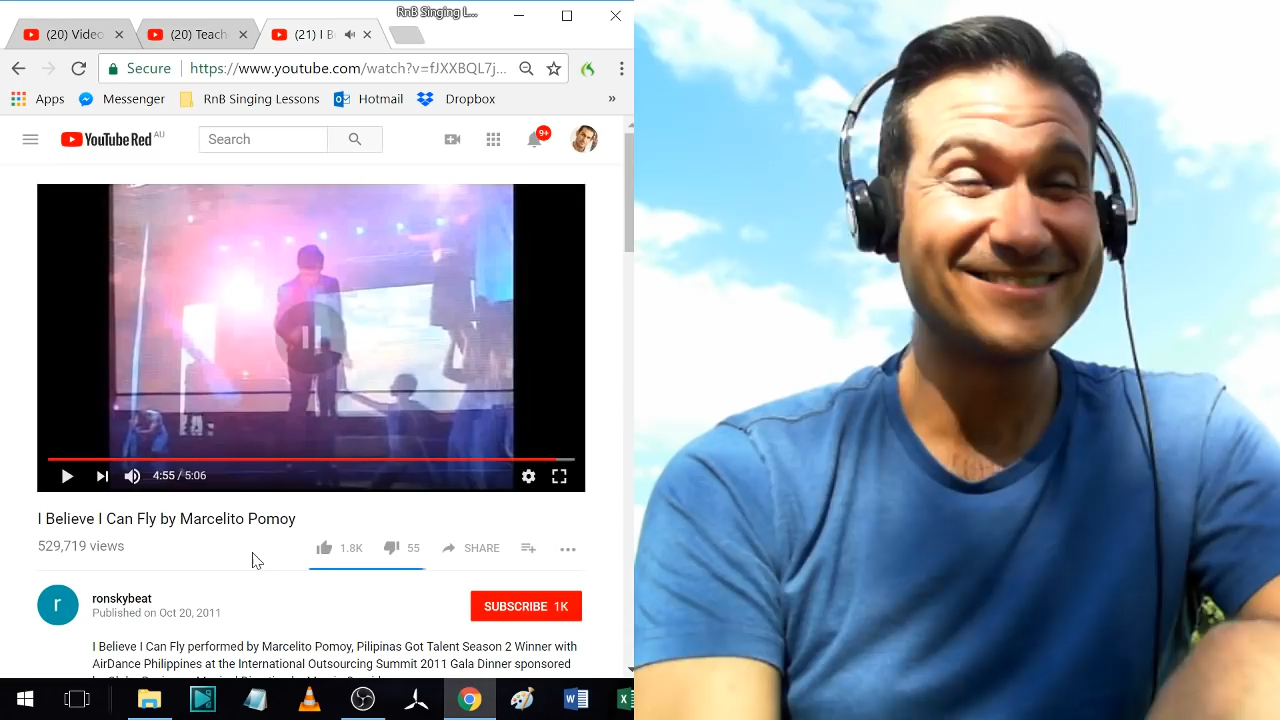 RnB Singing L...
(20) Video
(20) Teach
(21) I B
Secure
https://www.youtube.com/watch?v=fJXXBQL7j...
Apps
Messenger
RnB Singing Lessons
Hotmail
Dropbox
»
YouTube Red AU
Search
9+
4:55 / 5:06
I Believe I Can Fly by Marcelito Pomoy
529,719 views
1.8K
55
SHARE
r
ronskybeat
Published on Oct 20, 2011
SUBSCRIBE 1K
I Believe I Can Fly performed by Marcelito Pomoy, Pilipinas Got Talent Season 2 Winner with
AirDance Philippines at the International Outsourcing Summit 2011 Gala Dinner sponsored